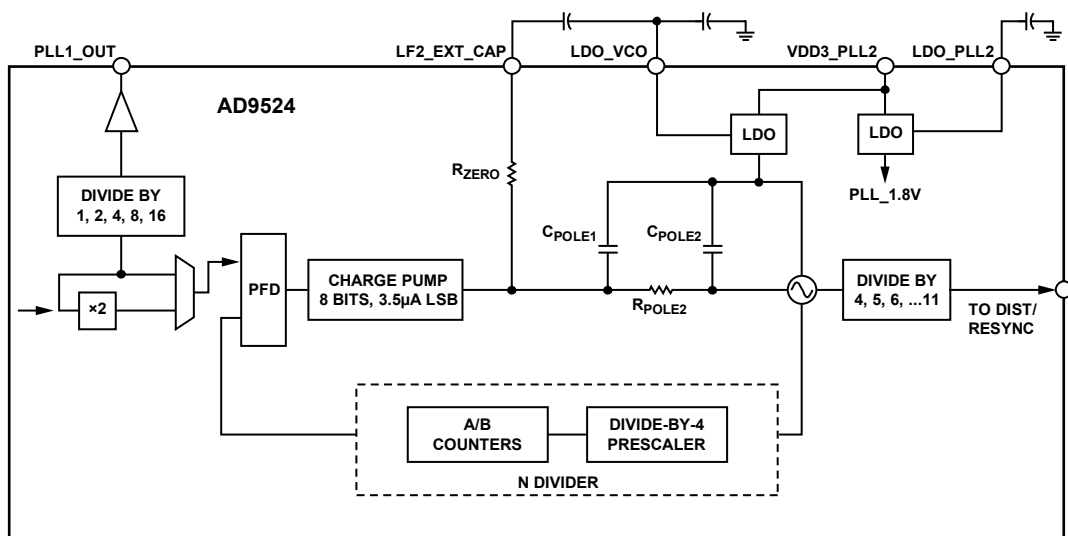 PLL1_OUT
LF2_EXT_CAP
LDO_VCO
VDD3_PLL2
LDO_PLL2
AD9524
LDO
LDO
R_ZERO
DIVIDE BY
1, 2, 4, 8, 16
PLL_1.8V
C_POLE1
C_POLE2
PFD
CHARGE PUMP
8 BITS, 3.5µA LSB
×2
R_POLE2
DIVIDE BY
4, 5, 6, ...11
TO DIST/
RESYNC
A/B
COUNTERS
DIVIDE-BY-4
PRESCALER
N DIVIDER